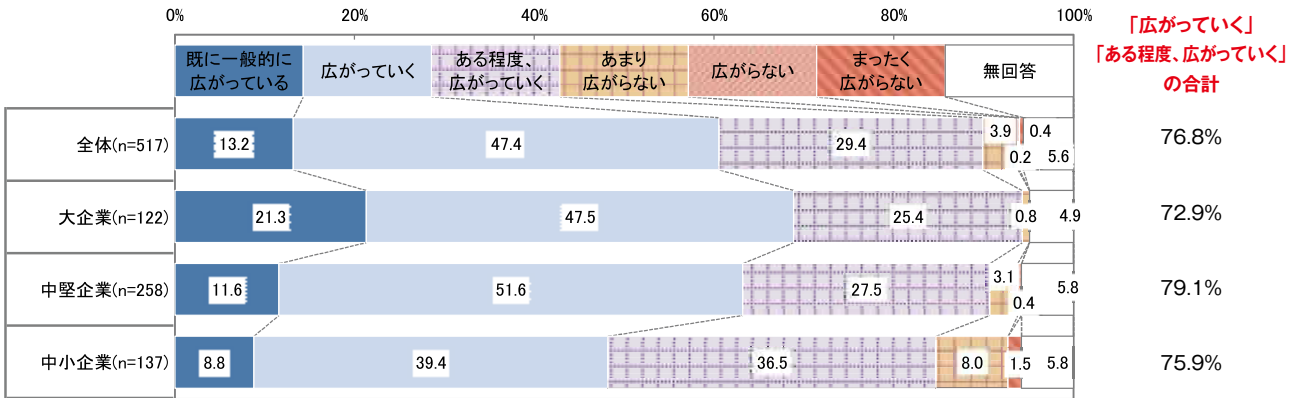 0%
20%
40%
60%
80%
100%
「広がっていく」
「ある程度、広がっていく」
の合計
既に一般的に
広がっている
広がっていく
ある程度、
広がっていく
あまり
広がらない
広がらない
まったく
広がらない
無回答
全体(n=517)
13.2
47.4
29.4
3.9
0.2
0.4
5.6
76.8%
大企業(n=122)
21.3
47.5
25.4
0.8
4.9
72.9%
中堅企業(n=258)
11.6
51.6
27.5
3.1
0.4
5.8
79.1%
中小企業(n=137)
8.8
39.4
36.5
8.0
1.5
5.8
75.9%